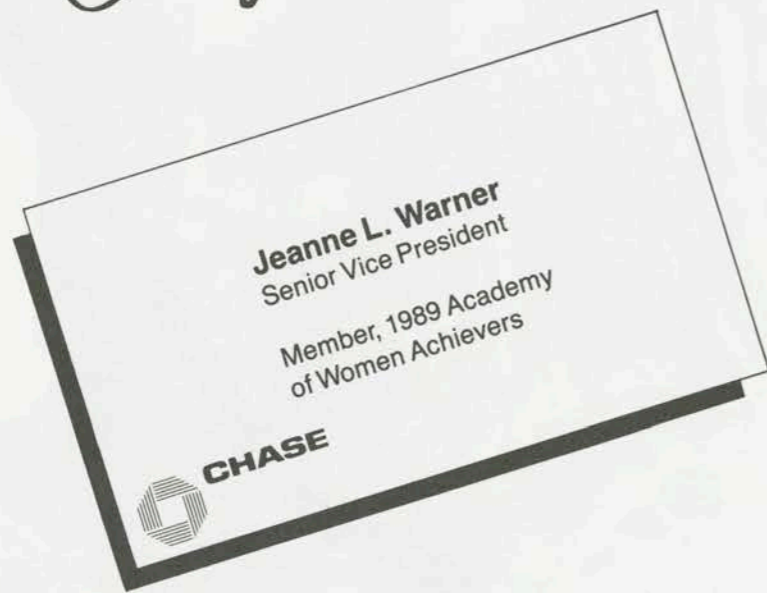 Jeanne L. Warner
Senior Vice President
Member, 1989 Academy
of Women Achievers
CHASE